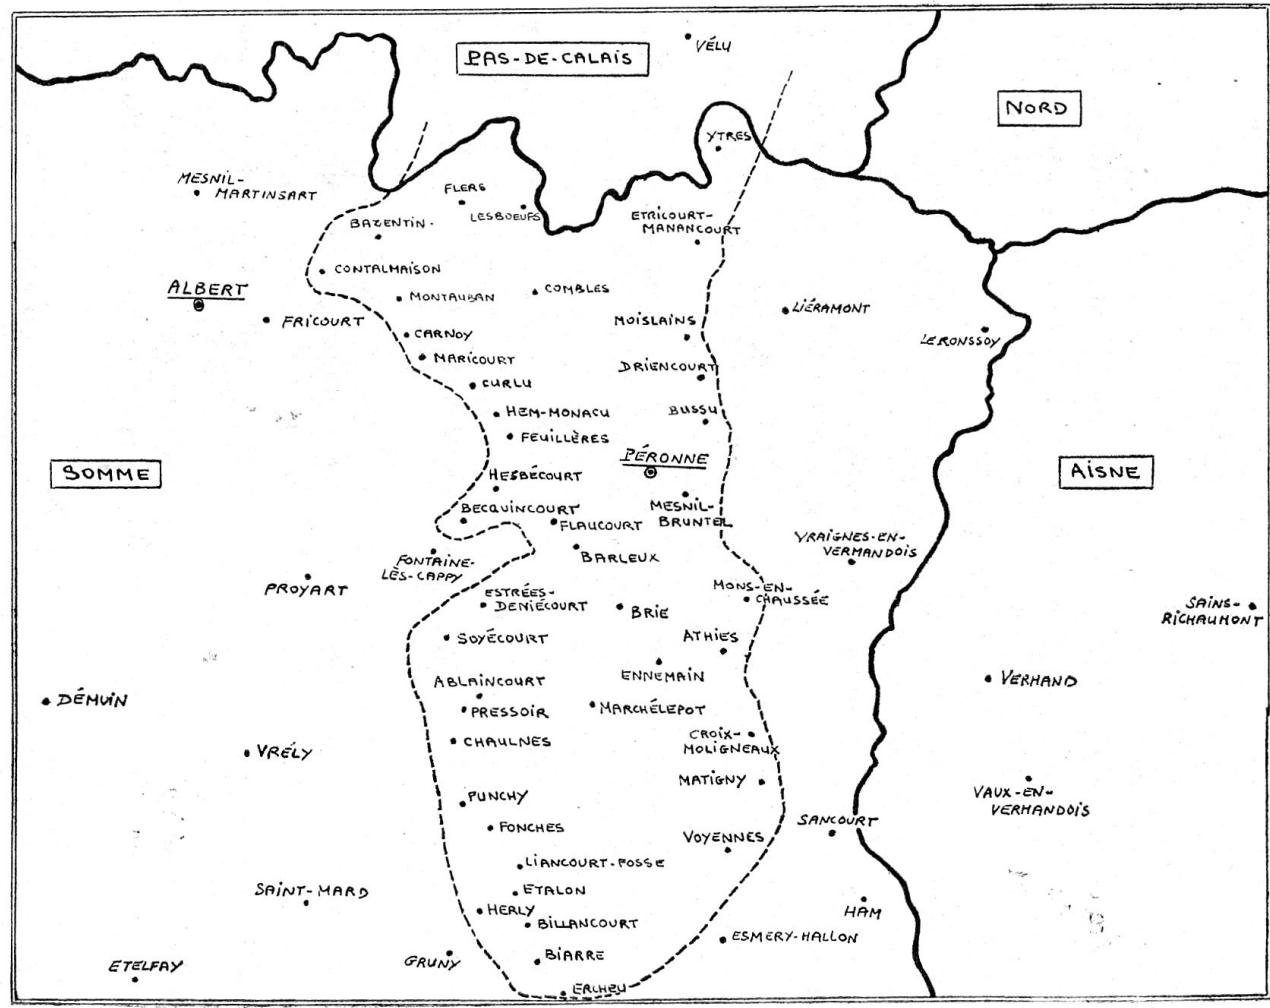 PAS-DE-CALAIS
VÉLU
NORD
YTRES
MESNIL-
MARTINSART
FLERS
LESBOEUFS
BAZENTIN
ETRICOURT-
MANANCOURT
CONTALMAISON
ALBERT
MONTAUBAN
COMBLES
LIÉRAMONT
FRICOURT
CARNOY
MOISLAINS
LERONSSOY
MARICOURT
DRIENCOURT
CURLU
HEM-MONACU
BUSSU
FEUILLÈRES
PÉRONNE
SOMME
HESBÉCOURT
AISNE
BECQUINCOURT
FLAUCOURT
MESNIL-
BRUNTEL
VRAIGNES-EN-
VERMANDOIS
BARLEUX
FONTAINE-
LÈS-CAPPY
PROYART
ESTRÉES-
DENIÉCOURT
BRIE
MONS-EN-
CHAUSSÉE
SAINS-
RICHAUMONT
SOYÉCOURT
ATHIES
ENNEMAIN
ABLAINCOURT
PRESSOIR
MARCHÉLEPOT
VERMAND
DÉMUIN
VRÉLY
CHAULNES
CROIX-
MOLIGNEAUX
MATIGNY
PUNCHY
VAUX-EN-
VERMANDOIS
FONCHES
VOYENNES
SANCOURT
LIANCOURT-FOSSE
SAINT-MARD
ETALON
HERLY
HAM
BILLANCOURT
ESMERY-HALLON
GRUNY
BIARRE
ETELFAY
ERCHEU